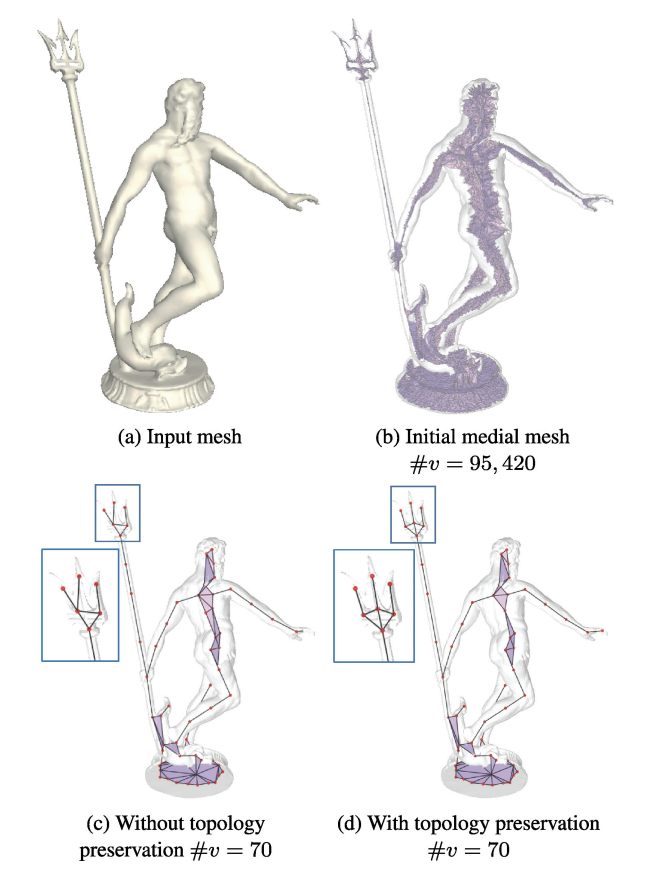 (a) Input mesh
(b) Initial medial mesh
#v = 95, 420
(c) Without topology
preservation #v = 70
(d) With topology preservation
#v = 70